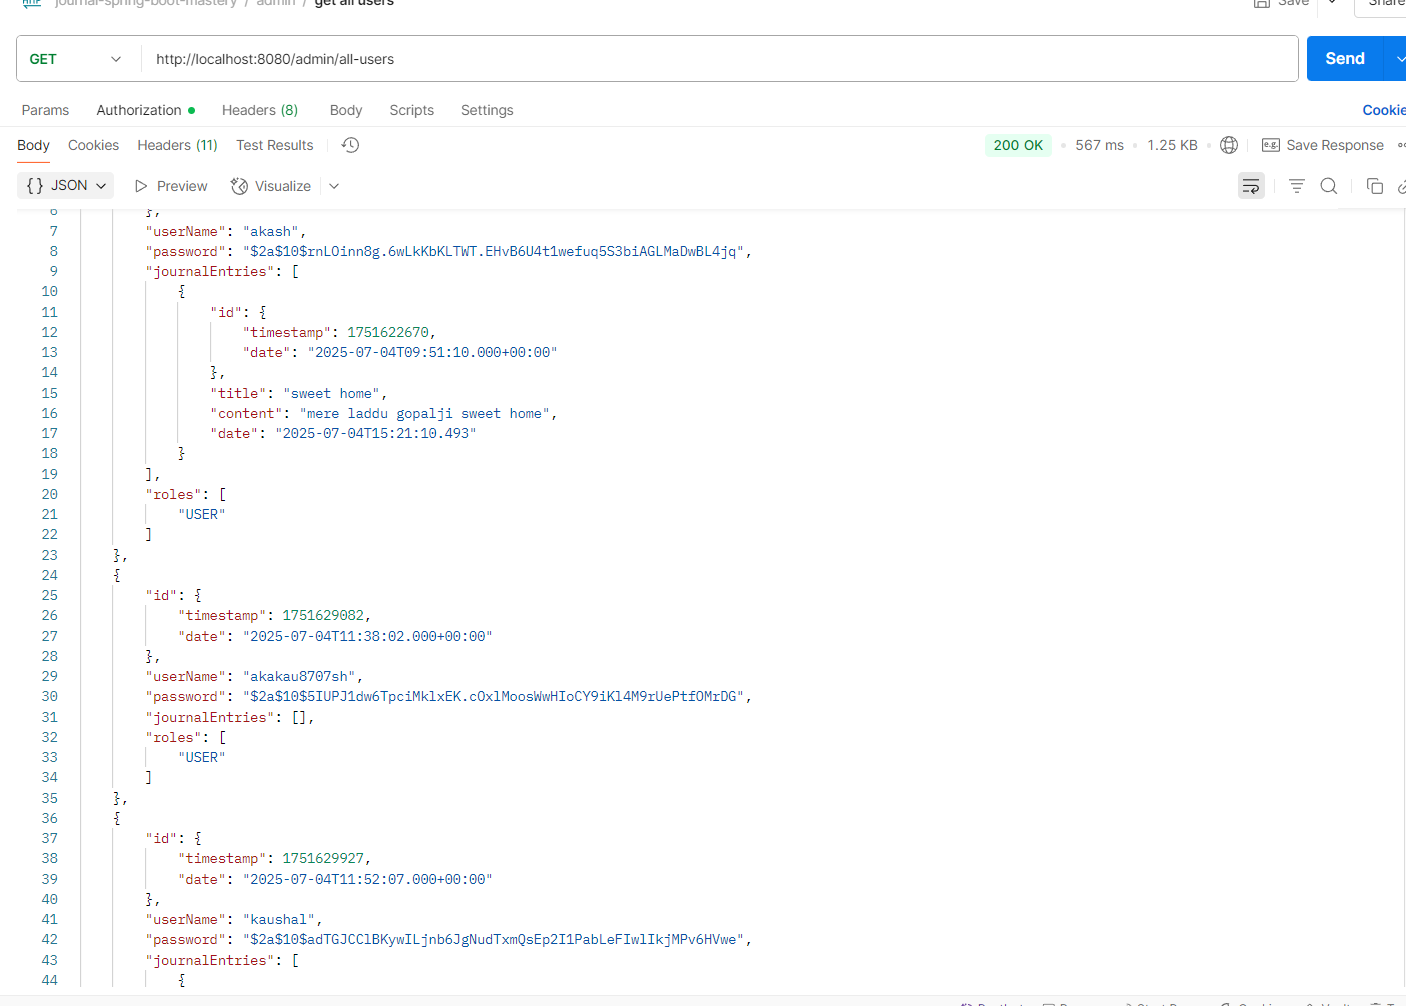 journal-spring-boot-mastery / admin / get all users
Save
Share
GET
http://localhost:8080/admin/all-users
Send
Params Authorization Headers (8) Body Scripts Settings
Cookie
Body Cookies Headers (11) Test Results
200 OK 567 ms 1.25 KB Save Response
{} JSON Preview Visualize
6 },
7 "userName": "akash",
8 "password": "$2a$10$rnLOinn8g.6wLkKbKLTWT.EHvB6U4t1wefuq5S3biAGLMaDwBL4jq",
9 "journalEntries": [
10 {
11 "id": {
12 "timestamp": 1751622670,
13 "date": "2025-07-04T09:51:10.000+00:00"
14 },
15 "title": "sweet home",
16 "content": "mere laddu gopalji sweet home",
17 "date": "2025-07-04T15:21:10.493"
18 }
19 ],
20 "roles": [
21 "USER"
22 ]
23 },
24 {
25 "id": {
26 "timestamp": 1751629082,
27 "date": "2025-07-04T11:38:02.000+00:00"
28 },
29 "userName": "akakau8707sh",
30 "password": "$2a$10$5IUPJ1dw6TpciMklxEK.cOxlMoosWwHIoCY9iKl4M9rUePtfOMrDG",
31 "journalEntries": [],
32 "roles": [
33 "USER"
34 ]
35 },
36 {
37 "id": {
38 "timestamp": 1751629927,
39 "date": "2025-07-04T11:52:07.000+00:00"
40 },
41 "userName": "kaushal",
42 "password": "$2a$10$adTGJCClBKywILjnb6JgNudTxmQsEp2I1PabLeFIwlIkjMPv6HVwe",
43 "journalEntries": [
44 {